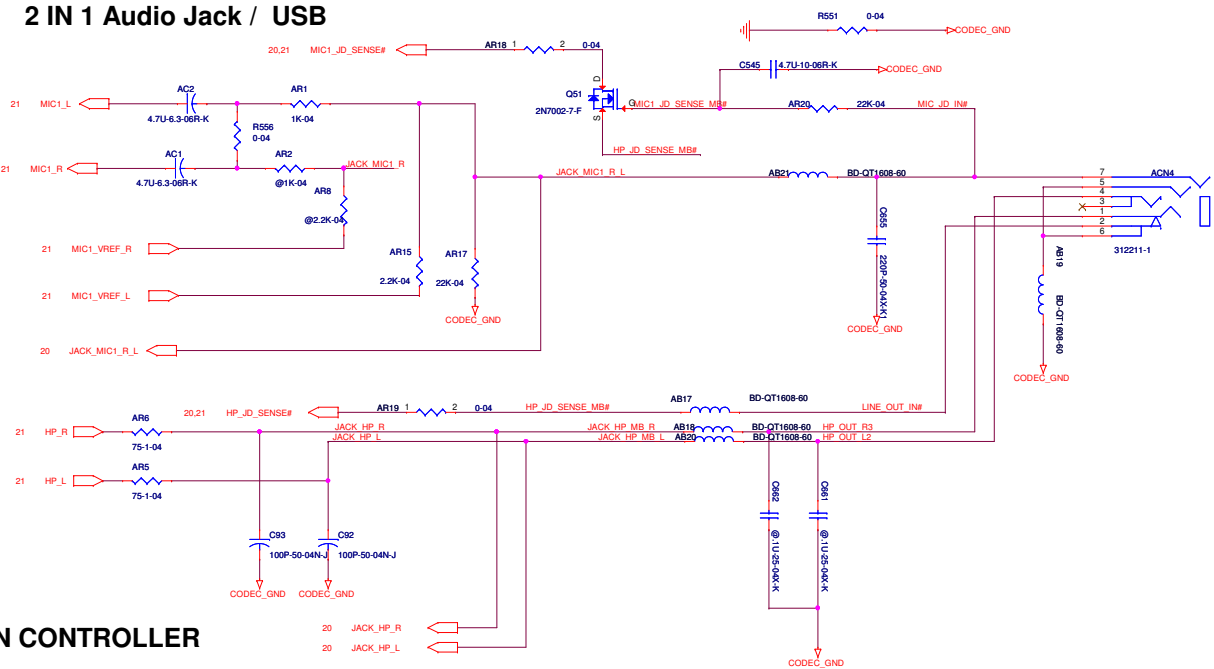 2 IN 1 Audio Jack / USB
R551 0-04
CODEC_GND
20,21 MIC1_JD_SENSE#
AR18 1 2 0-04
C545 4.7U-10-06R-K
CODEC_GND
D
Q51
G
2N7002-7-F
S
MIC1_JD_SENSE_MB#
AR20 22K-04
MIC_JD_IN#
HP_JD_SENSE_MB#
21 MIC1_L
AC2
4.7U-6.3-06R-K
AR1
1K-04
R556
0-04
21 MIC1_R
AC1
4.7U-6.3-06R-K
AR2
@1K-04
JACK_MIC1_R
AR8
@2.2K-04
JACK_MIC1_R_L
AB21 BD-QT1608-60
7
5
4
3
1
2
6
ACN4
312211-1
21 MIC1_VREF_R
21 MIC1_VREF_L
AR15
2.2K-04
AR17
22K-04
CODEC_GND
C655
220P-50-04X-K1
CODEC_GND
AB19
BD-QT1608-60
CODEC_GND
20 JACK_MIC1_R_L
20,21 HP_JD_SENSE#
AR19 1 2 0-04
HP_JD_SENSE_MB#
AB17 BD-QT1608-60
LINE_OUT_IN#
21 HP_R
AR6
75-1-04
JACK_HP_R
JACK_HP_L
JACK_HP_MB_R
JACK_HP_MB_L
AB18
AB20
BD-QT1608-60
BD-QT1608-60
HP_OUT_R3
HP_OUT_L2
21 HP_L
AR5
75-1-04
C93
100P-50-04N-J
C92
100P-50-04N-J
CODEC_GND
CODEC_GND
C662
@.1U-25-04X-K
C661
@.1U-25-04X-K
CODEC_GND
20 JACK_HP_R
20 JACK_HP_L
N CONTROLLER